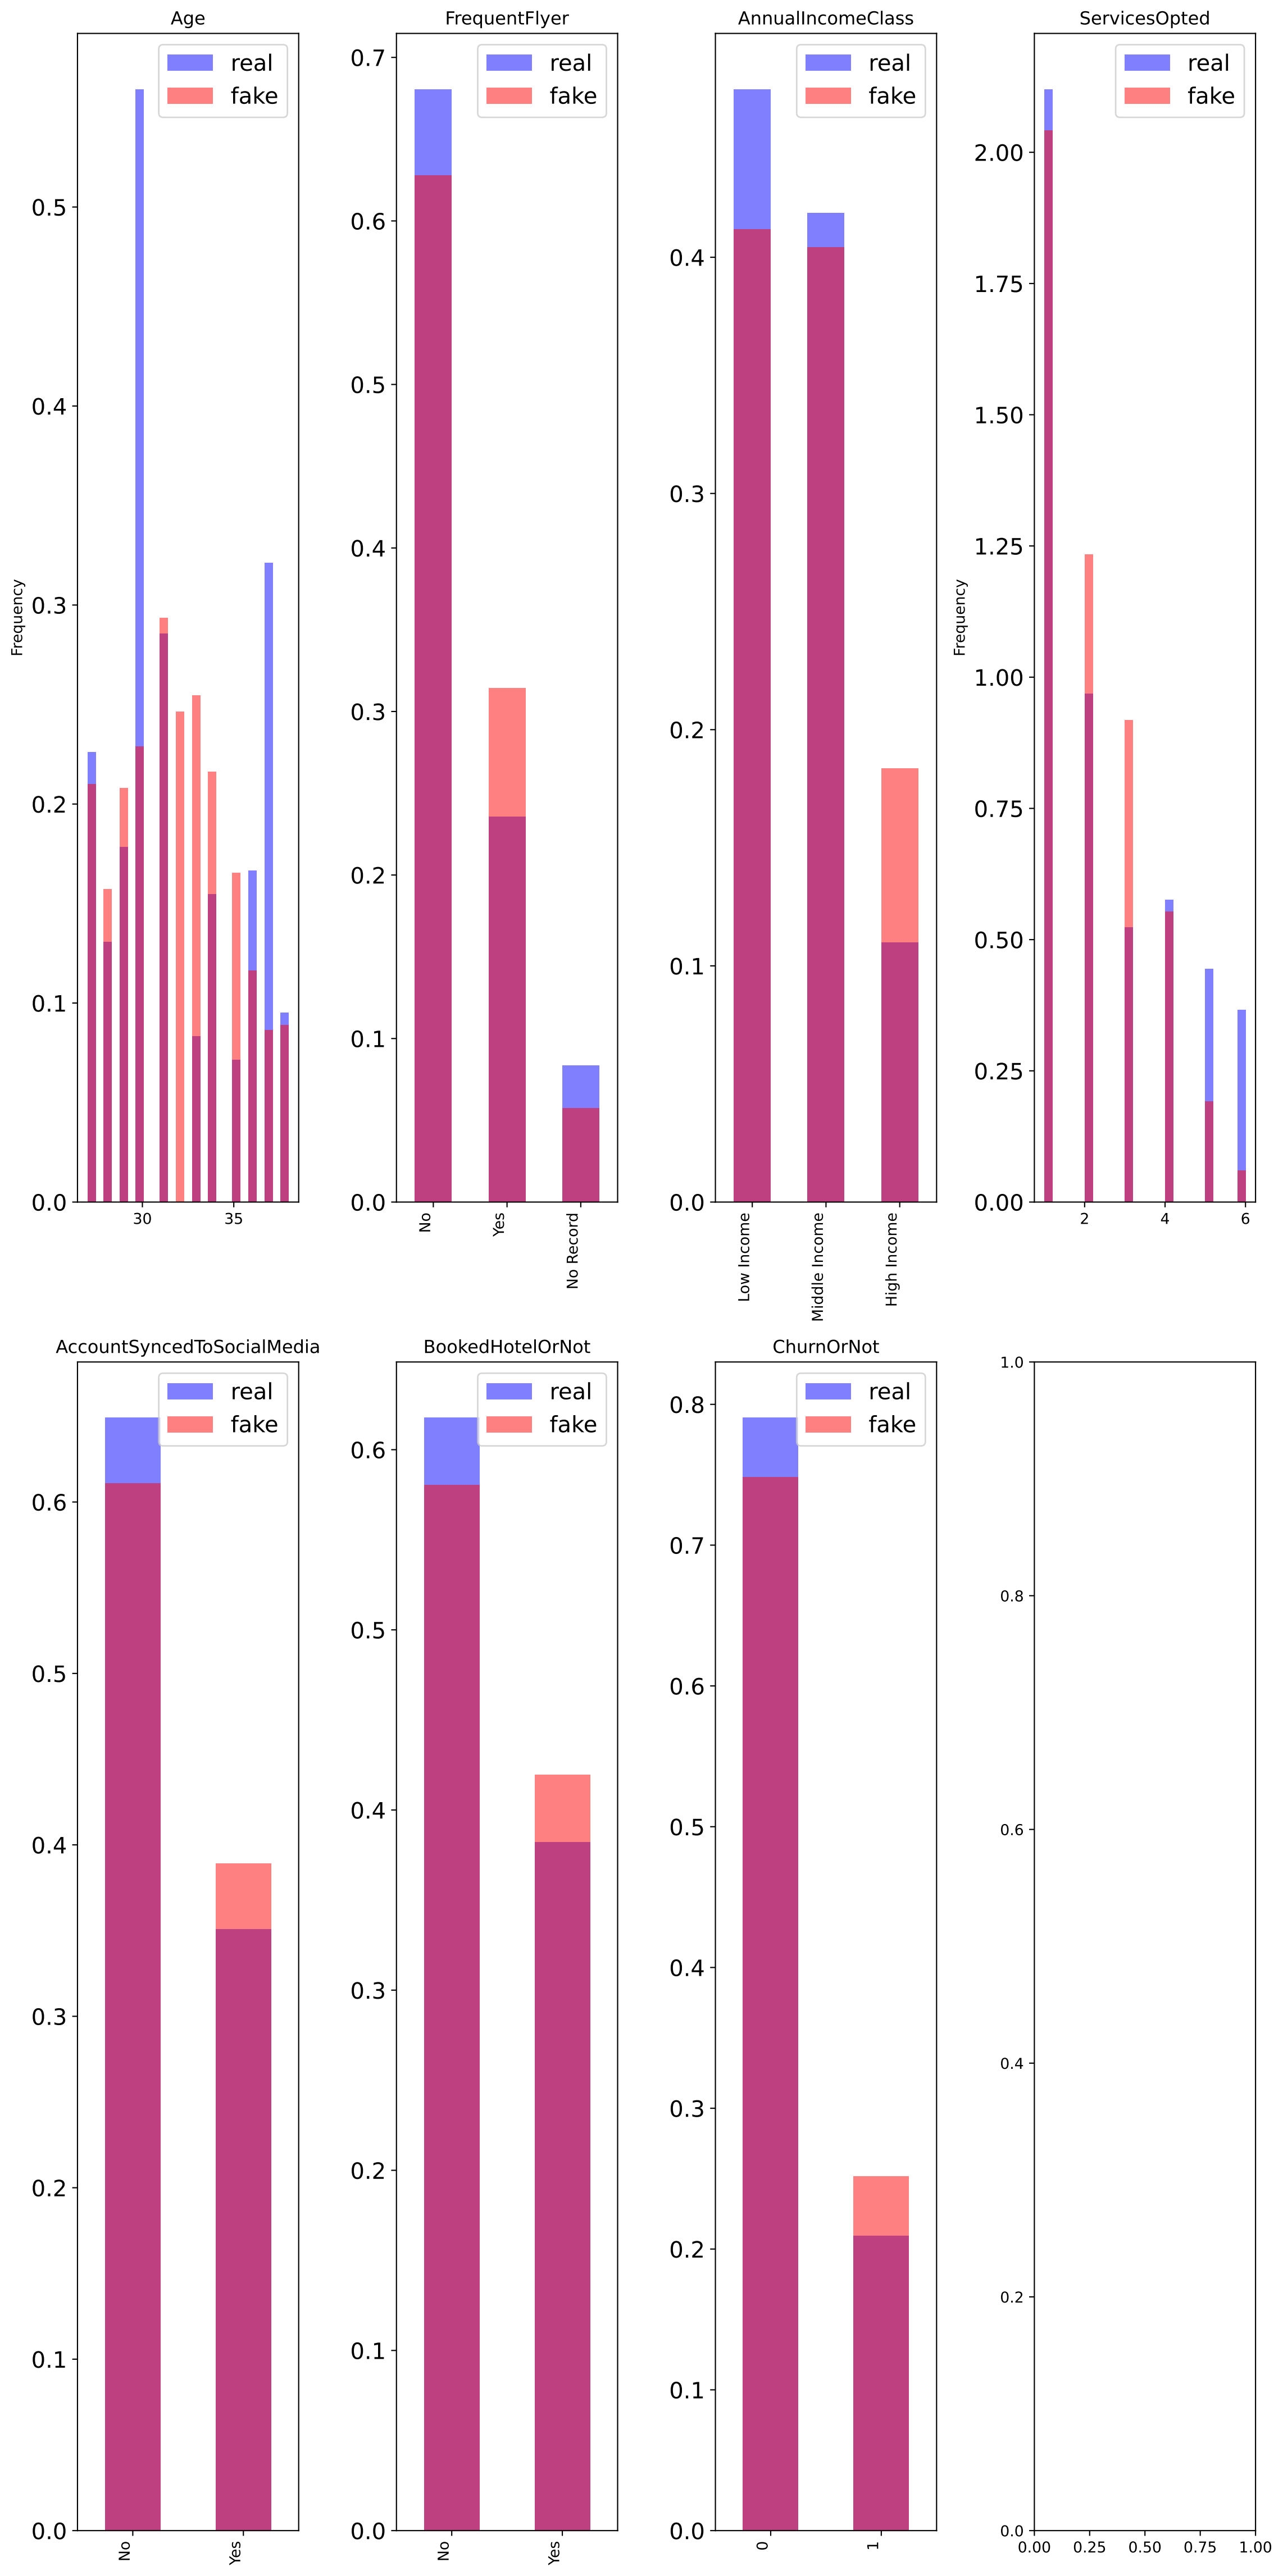 Age
real
fake
Frequency
0.5
0.4
0.3
0.2
0.1
0.0
30 35
FrequentFlyer
real
fake
0.7
0.6
0.5
0.4
0.3
0.2
0.1
0.0
No
Yes
No Record
AnnualIncomeClass
real
fake
0.4
0.3
0.2
0.1
0.0
Low Income
Middle Income
High Income
ServicesOpted
real
fake
Frequency
2.00
1.75
1.50
1.25
1.00
0.75
0.50
0.25
0.00
2 4 6
AccountSyncedToSocialMedia
real
fake
0.6
0.5
0.4
0.3
0.2
0.1
0.0
No
Yes
BookedHotelOrNot
real
fake
0.6
0.5
0.4
0.3
0.2
0.1
0.0
No
Yes
ChurnOrNot
real
fake
0.8
0.7
0.6
0.5
0.4
0.3
0.2
0.1
0.0
0
1
1.0
0.8
0.6
0.4
0.2
0.0
0.00 0.25 0.50 0.75 1.00